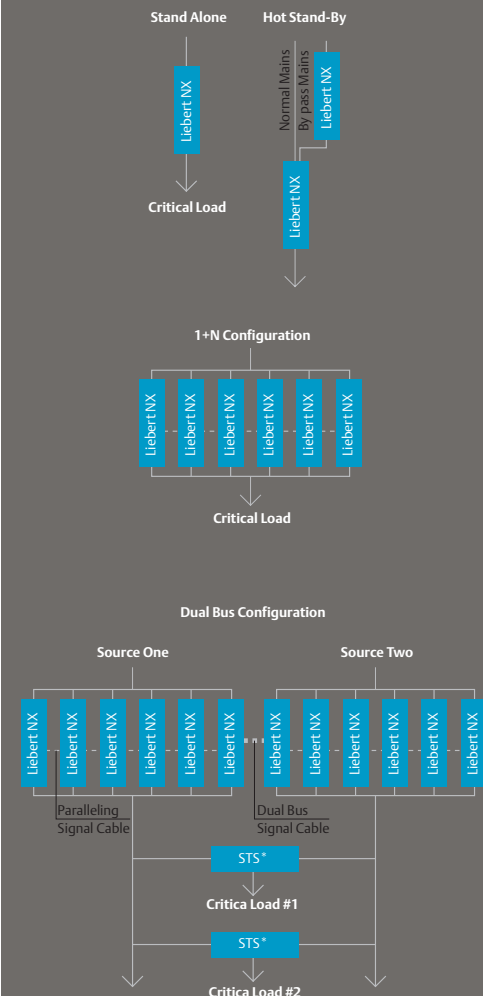 Stand Alone
Hot Stand-By
Normal Mains
By pass Mains
Liebert NX
Liebert NX
Liebert NX
Critical Load
1+N Configuration
Liebert NX
Liebert NX
Liebert NX
Liebert NX
Liebert NX
Liebert NX
Critical Load
Dual Bus Configuration
Source One
Source Two
Liebert NX
Liebert NX
Liebert NX
Liebert NX
Liebert NX
Liebert NX
Liebert NX
Liebert NX
Liebert NX
Liebert NX
Liebert NX
Liebert NX
Paralleling
Signal Cable
Dual Bus
Signal Cable
STS*
Critica Load #1
STS*
Critica Load #2